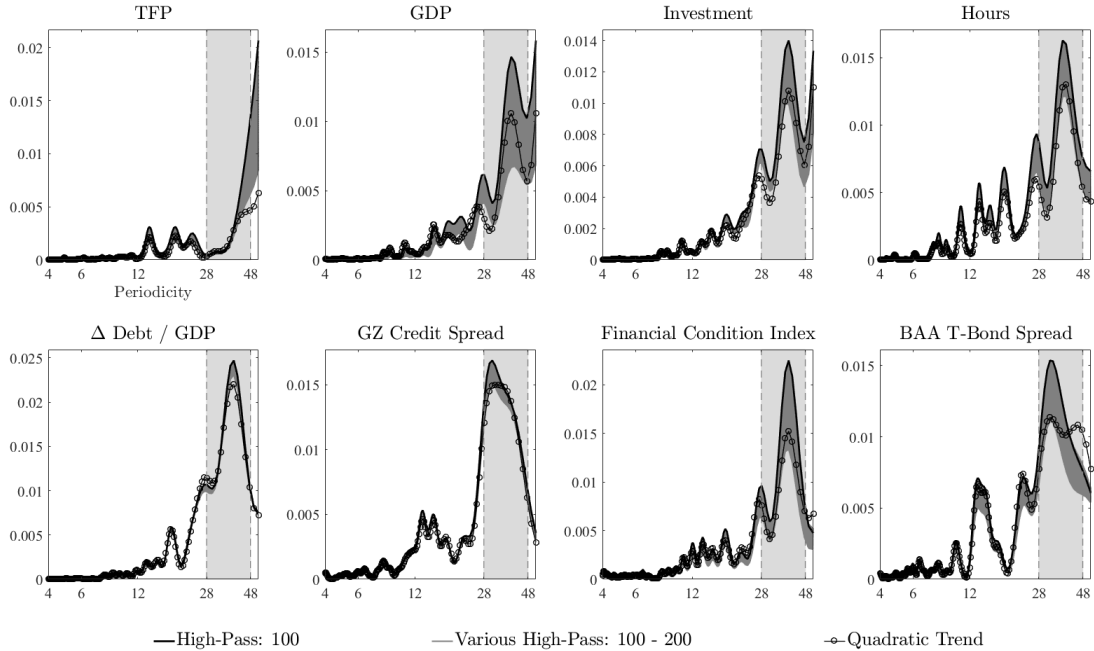 TFP GDP Investment Hours
0.02 0.015 0.014 0.015
0.012
0.015 0.01 0.01
0.01 0.008 0.01
0.006
0.005 0.005 0.004 0.005
0.002
0 0 0 0
4 6 12 28 48 4 6 12 28 48 4 6 12 28 48 4 6 12 28 48
Periodicity
Δ Debt / GDP GZ Credit Spread Financial Condition Index BAA T-Bond Spread
0.025 0.015 0.02 0.015
0.02 0.015
0.015 0.01 0.01
0.01 0.01
0.005 0.005 0.005 0.005
0 0 0 0
4 6 12 28 48 4 6 12 28 48 4 6 12 28 48 4 6 12 28 48
High-Pass: 100 Various High-Pass: 100 - 200 Quadratic Trend